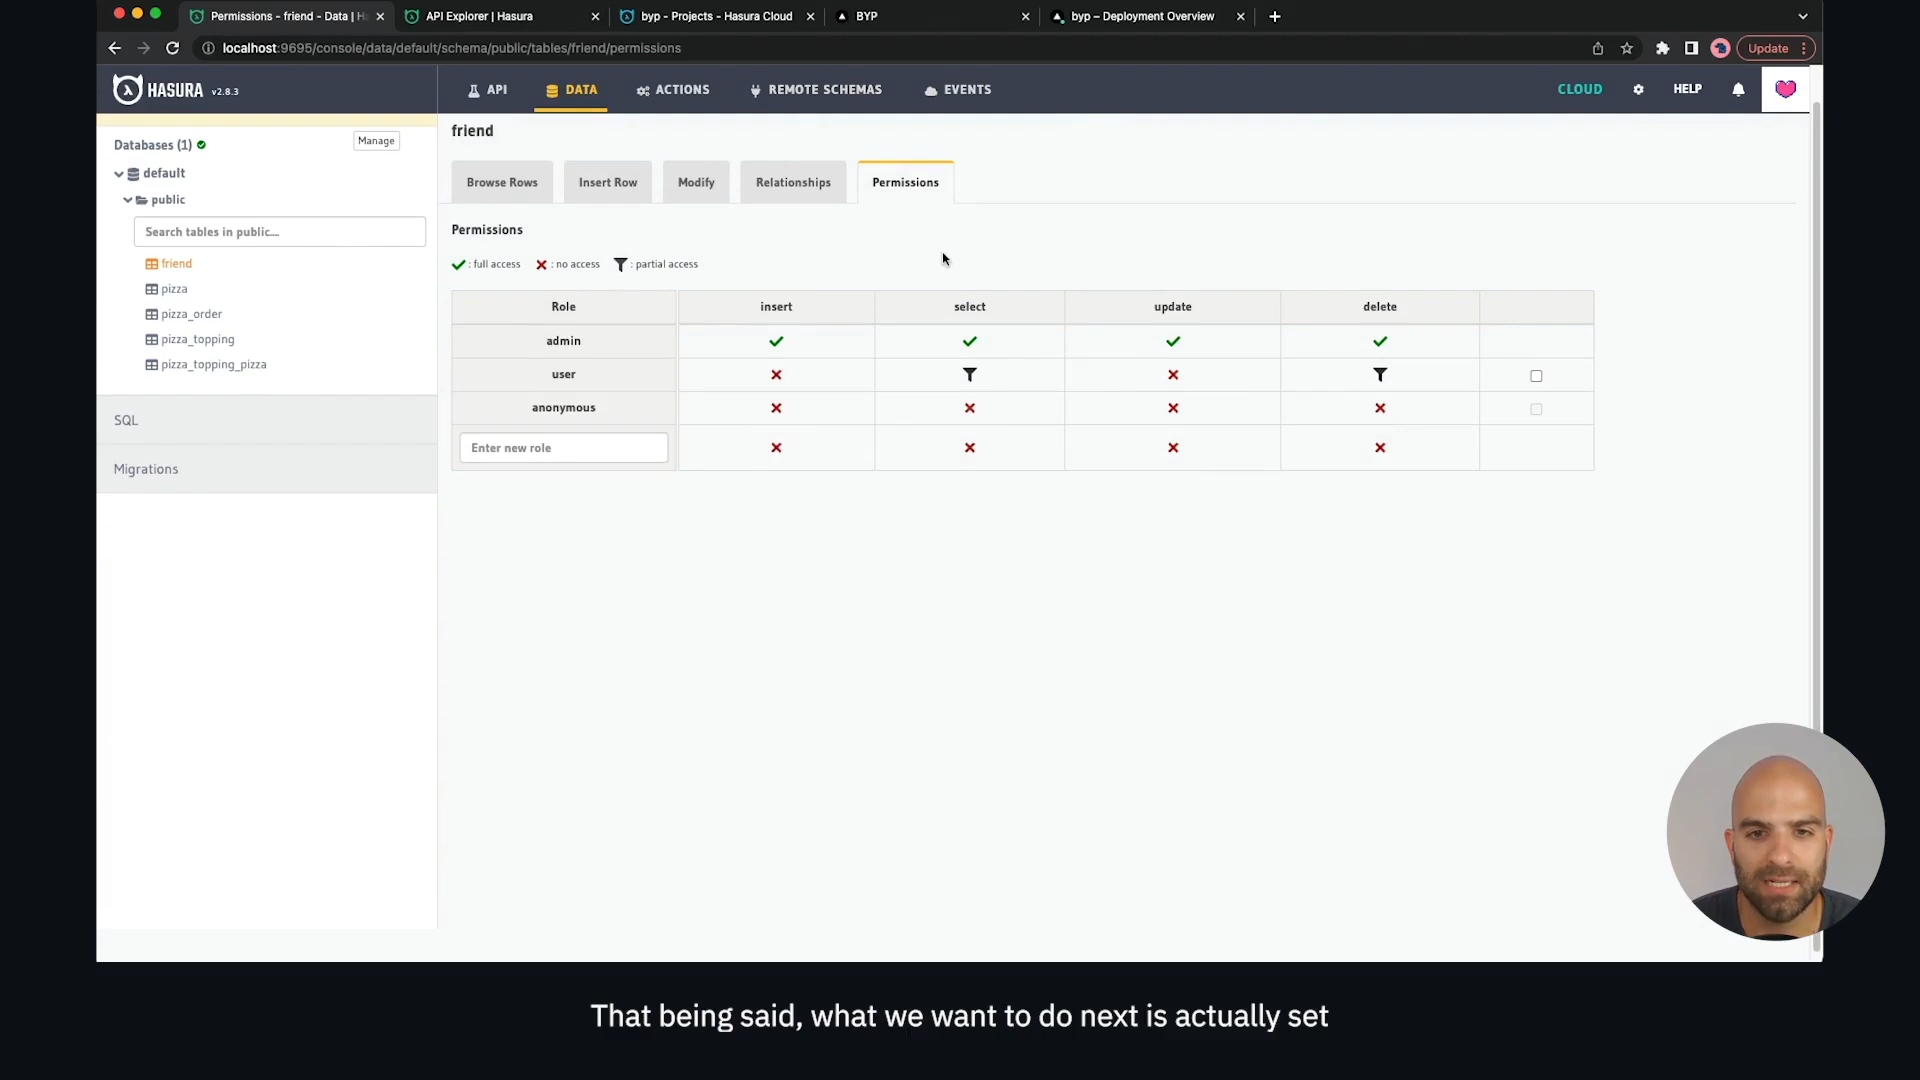 Permissions - friend - Data | H
API Explorer | Hasura
byp - Projects - Hasura Cloud
BYP
byp – Deployment Overview
localhost:9695/console/data/default/schema/public/tables/friend/permissions
Update
HASURA v2.8.3
API
DATA
ACTIONS
REMOTE SCHEMAS
EVENTS
CLOUD
HELP
Databases (1)
Manage
default
public
Search tables in public....
friend
pizza
pizza_order
pizza_topping
pizza_topping_pizza
SQL
Migrations
friend
Browse Rows
Insert Row
Modify
Relationships
Permissions
Permissions
: full access : no access : partial access
Role insert select update delete
admin
user
anonymous
Enter new role
That being said, what we want to do next is actually set